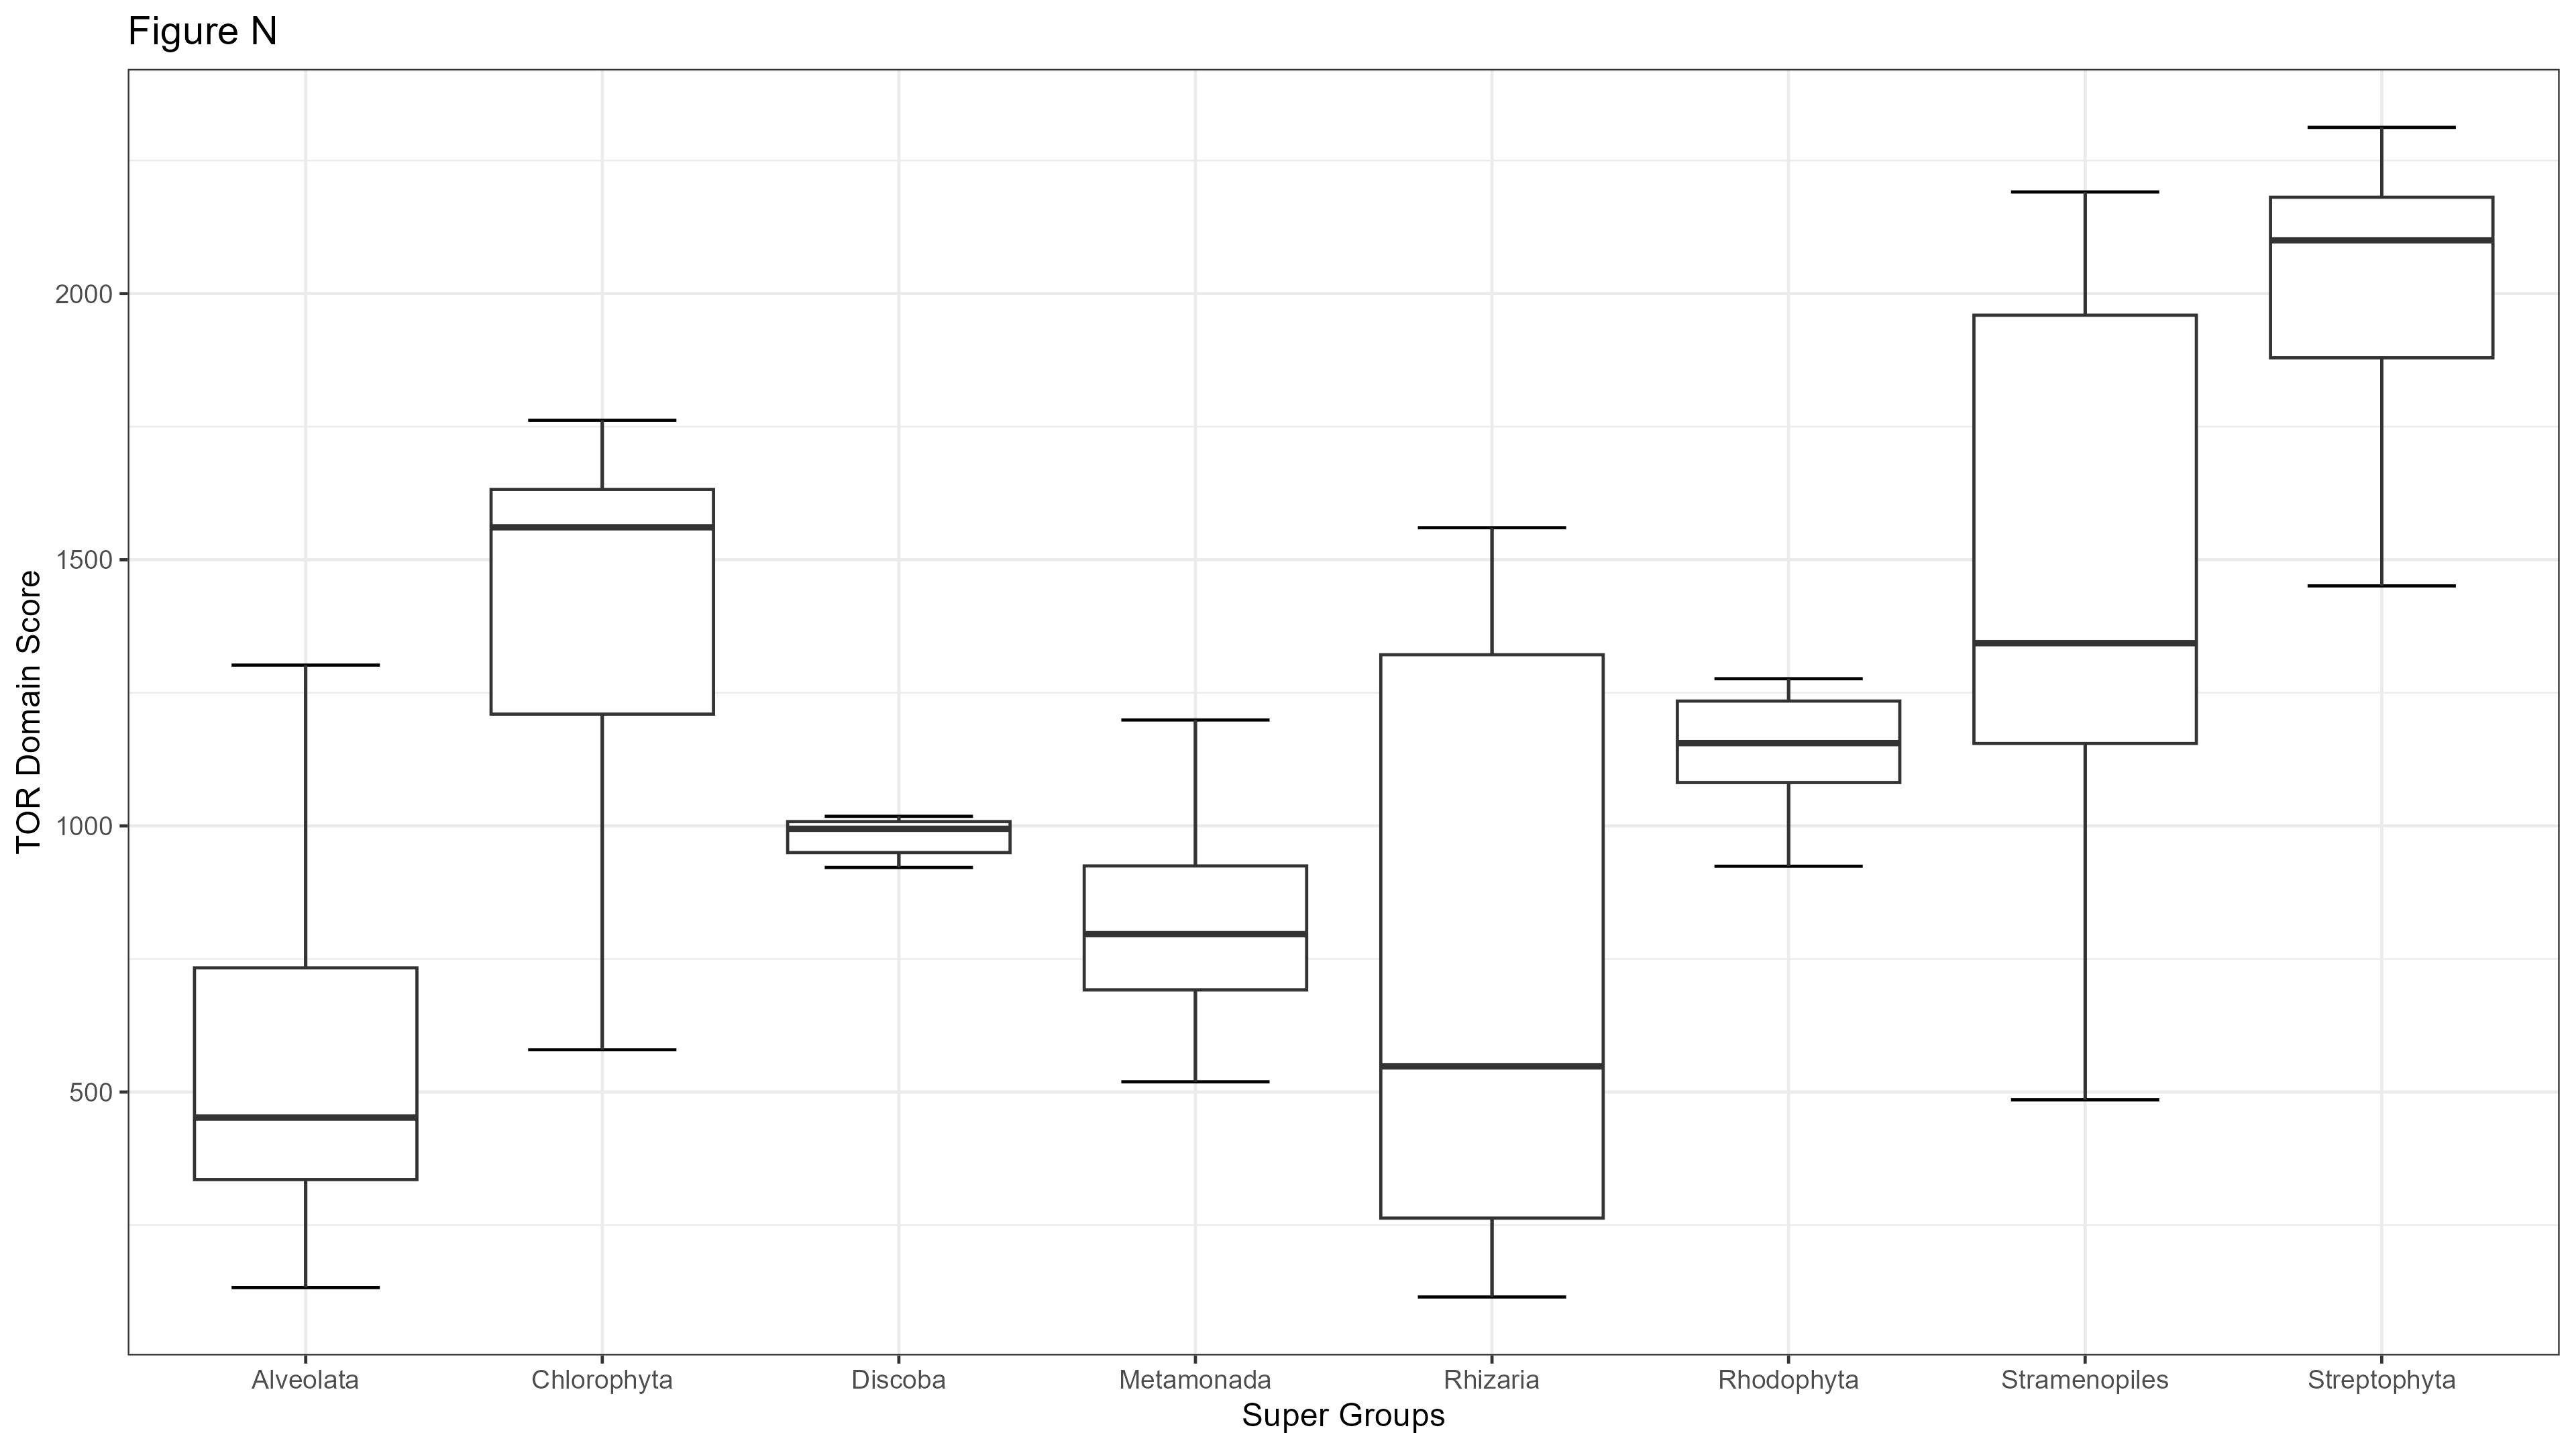 Figure N
TOR Domain Score
2000
1500
1000
500
Alveolata Chlorophyta Discoba Metamonada Rhizaria Rhodophyta Stramenopiles Streptophyta
Super Groups